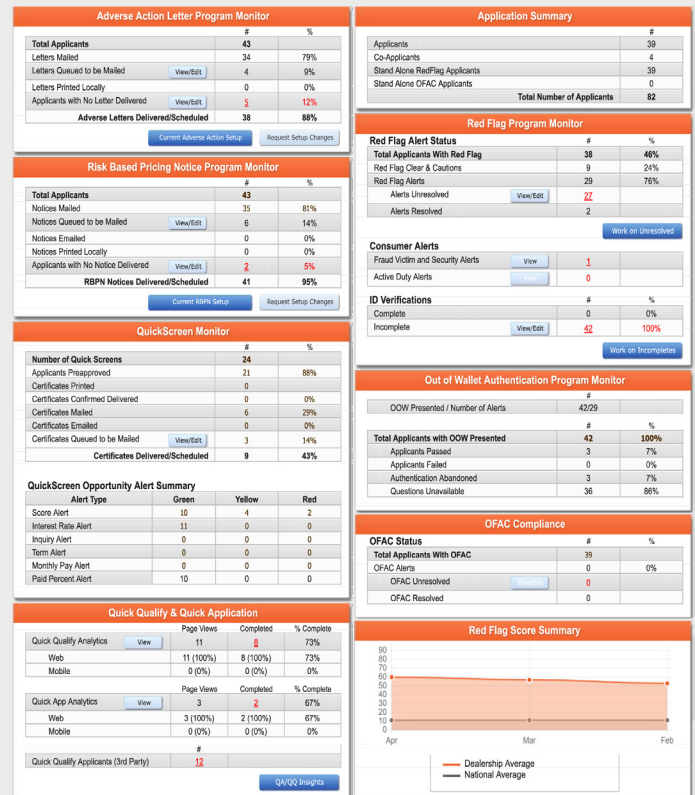 Adverse Action Letter Program Monitor
# %
Total Applicants 43
Letters Mailed 34 79%
Letters Queued to be Mailed View/Edit 4 9%
Letters Printed Locally 0 0%
Applicants with No Letter Delivered View/Edit 5 12%
Adverse Letters Delivered/Scheduled 38 88%
Current Adverse Action Setup Request Setup Changes
Risk Based Pricing Notice Program Monitor
# %
Total Applicants 43
Notices Mailed 35 81%
Notices Queued to be Mailed View/Edit 6 14%
Notices Emailed 0 0%
Notices Printed Locally 0 0%
Applicants with No Notice Delivered View/Edit 2 5%
RBPN Notices Delivered/Scheduled 41 95%
Current RBPN Setup Request Setup Changes
QuickScreen Monitor
# %
Number of Quick Screens 24
Applicants Preapproved 21 88%
Certificates Printed 0
Certificates Confirmed Delivered 0 0%
Certificates Mailed 6 29%
Certificates Emailed 0 0%
Certificates Queued to be Mailed View/Edit 3 14%
Certificates Delivered/Scheduled 9 43%
QuickScreen Opportunity Alert Summary
Alert Type Green Yellow Red
Score Alert 10 4 2
Interest Rate Alert 11 0 0
Inquiry Alert 0 0 0
Term Alert 0 0 0
Monthly Pay Alert 0 0 0
Paid Percent Alert 10 0 0
Quick Qualify & Quick Application
Page Views Completed % Complete
Quick Qualify Analytics View 11 8 73%
Web 11 (100%) 8 (100%) 73%
Mobile 0 (0%) 0 (0%) 0%
Page Views Completed % Complete
Quick App Analytics View 3 2 67%
Web 3 (100%) 2 (100%) 67%
Mobile 0 (0%) 0 (0%) 0%
#
Quick Qualify Applicants (3rd Party) 12
QA/QQ Insights
Application Summary
#
Applicants 39
Co-Applicants 4
Stand Alone RedFlag Applicants 39
Stand Alone OFAC Applicants 0
Total Number of Applicants 82
Red Flag Program Monitor
Red Flag Alert Status # %
Total Applicants With Red Flag 38 46%
Red Flag Clear & Cautions 9 24%
Red Flag Alerts 29 76%
Alerts Unresolved View/Edit 27
Alerts Resolved 2
Work on Unresolved
Consumer Alerts
Fraud Victim and Security Alerts View 1
Active Duty Alerts View 0
ID Verifications # %
Complete 0 0%
Incomplete View/Edit 42 100%
Work on Incompletes
Out of Wallet Authentication Program Monitor
#
OOW Presented / Number of Alerts 42/29
# %
Total Applicants with OOW Presented 42 100%
Applicants Passed 3 7%
Applicants Failed 0 0%
Authentication Abandoned 3 7%
Questions Unavailable 36 86%
OFAC Compliance
OFAC Status # %
Total Applicants With OFAC 39
OFAC Alerts 0 0%
OFAC Unresolved View/Edit 0
OFAC Resolved 0
Red Flag Score Summary
90
80
70
60
50
40
30
20
10
0
Apr Mar Feb
Dealership Average
National Average